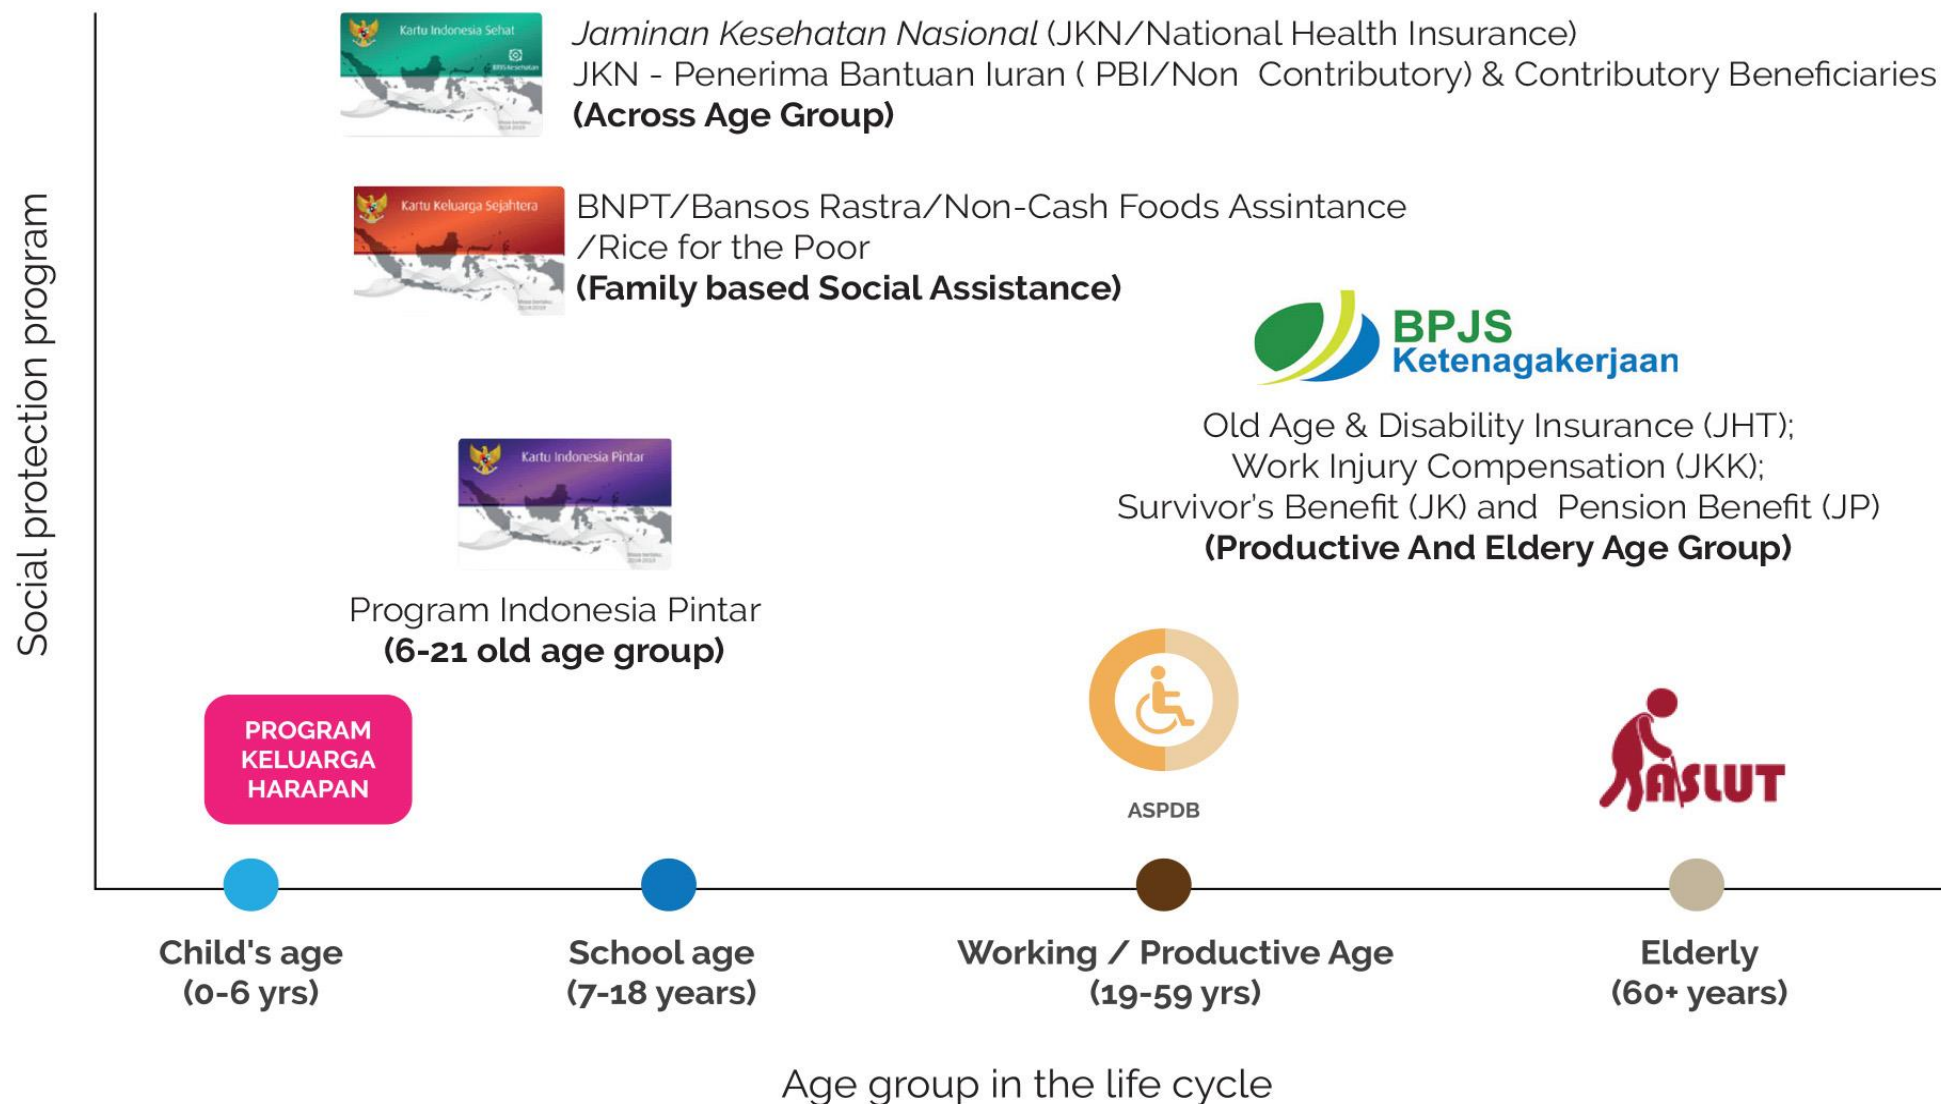 Social protection program
Kartu Indonesia Sehat
BPJS Kesehatan
Jaminan Kesehatan Nasional (JKN/National Health Insurance)
JKN - Penerima Bantuan Iuran ( PBI/Non Contributory) & Contributory Beneficiaries
(Across Age Group)
Kartu Keluarga Sejahtera
BNPT/Bansos Rastra/Non-Cash Foods Assintance
/Rice for the Poor
(Family based Social Assistance)
BPJS
Ketenagakerjaan
Old Age & Disability Insurance (JHT);
Work Injury Compensation (JKK);
Survivor’s Benefit (JK) and Pension Benefit (JP)
(Productive And Eldery Age Group)
Kartu Indonesia Pintar
Program Indonesia Pintar
(6-21 old age group)
PROGRAM
KELUARGA
HARAPAN
ASPDB
ASLUT
Child's age
(0-6 yrs)
School age
(7-18 years)
Working / Productive Age
(19-59 yrs)
Elderly
(60+ years)
Age group in the life cycle